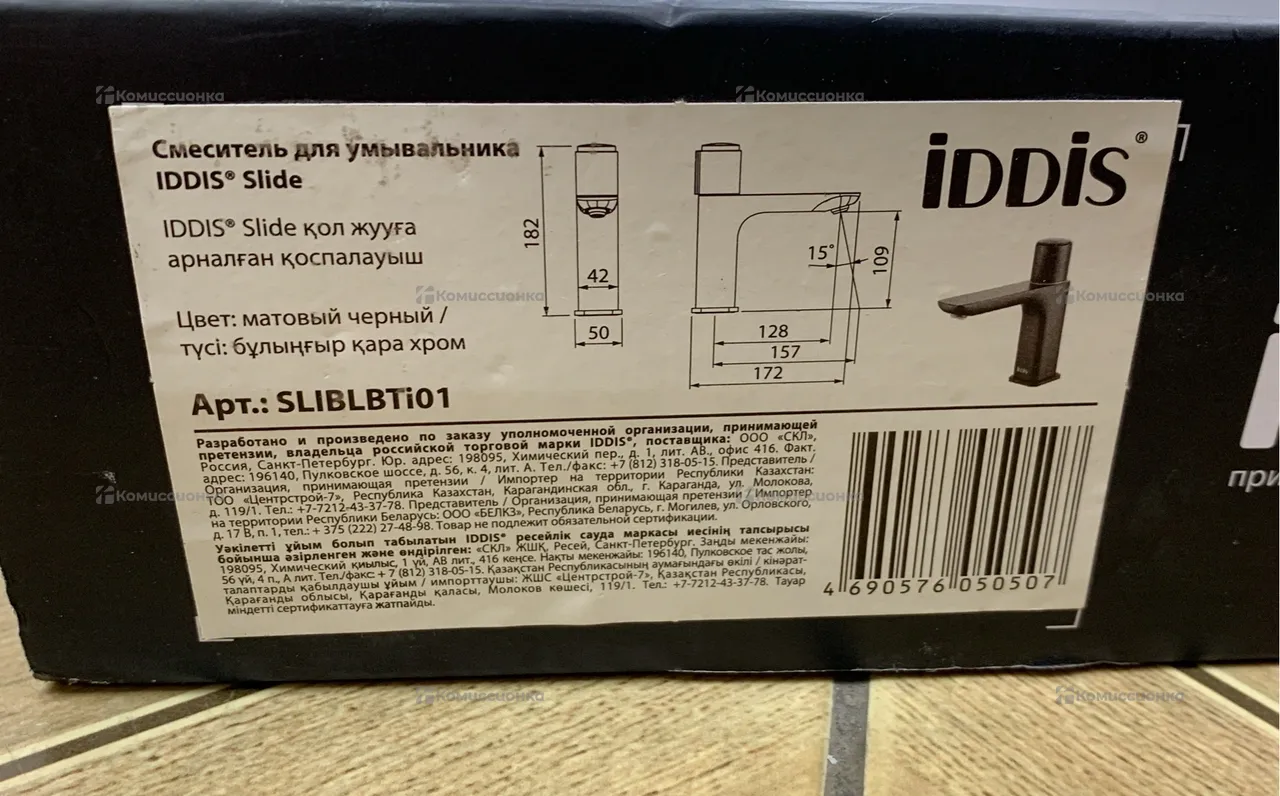 Смеситель для умывальника
IDDIS® Slide
IDDIS® Slide қол жууға
арналған қоспалауыш
Цвет: матовый черный /
түсі: бұлыңғыр қара хром
Арт.: SLIBLBTi01
182
42
50
15°
109
128
157
172
iDDiS®
Разработано и произведено по заказу уполномоченной организации, принимающей
претензии, владельца российской торговой марки IDDIS®, поставщика: ООО «СКЛ»,
Россия, Санкт-Петербург. Юр. адрес: 198095, Химический пер., 1, лит. АВ., офис 416. Факт.
адрес: 196140, Пулковское шоссе, д. 56, к. 4, лит. А. Тел./факс: +7 (812) 318-05-15. Представитель /
Организация, принимающая претензии / Импортер на территории Республики Казахстан:
ТОО «Центрстрой-7», Республика Казахстан, Карагандинская обл., г. Караганда, ул. Молокова,
д. 119/1. Тел.: +7-7212-43-37-78. Представитель / Организация, принимающая претензии / Импортер
на территории Республики Беларусь: ООО «БЕЛКЗ», Республика Беларусь, г. Могилев, ул. Орловского,
д. 17 В, п. 1, тел.: + 375 (222) 27-48-98. Товар не подлежит обязательной сертификации.
Уәкілетті ұйым болып табылатын IDDIS® ресейлік сауда маркасы иесінің тапсырысы
бойынша әзірленген және өндірілген: «СКЛ» ЖШҚ, Ресей, Санкт-Петербург. Заңды мекенжайы:
198095, Химический қиылыс, 1 үй, АВ лит., 416 кеңсе. Нақты мекенжайы: 196140, Пулковское тас жолы,
56 үй, 4 п., А лит. Тел/факс: + 7 (812) 318-05-15. Қазақстан Республикасының аумағындағы өкілі / кінәрат-
талаптарды қабылдаушы ұйым / импорттаушы: ЖШС «Центрстрой-7», Қазақстан Республикасы,
Қарағанды облысы, Қарағанды қаласы, Молоков көшесі, 119/1. Тел.: +7-7212-43-37-78. Тауар
міндетті сертификаттауға жатпайды.
4 690576 050507
при
Комиссионка
Комиссионка
Комиссионка
Комиссионка
Комиссионка
Комиссионка
Комиссионка
Комиссионка